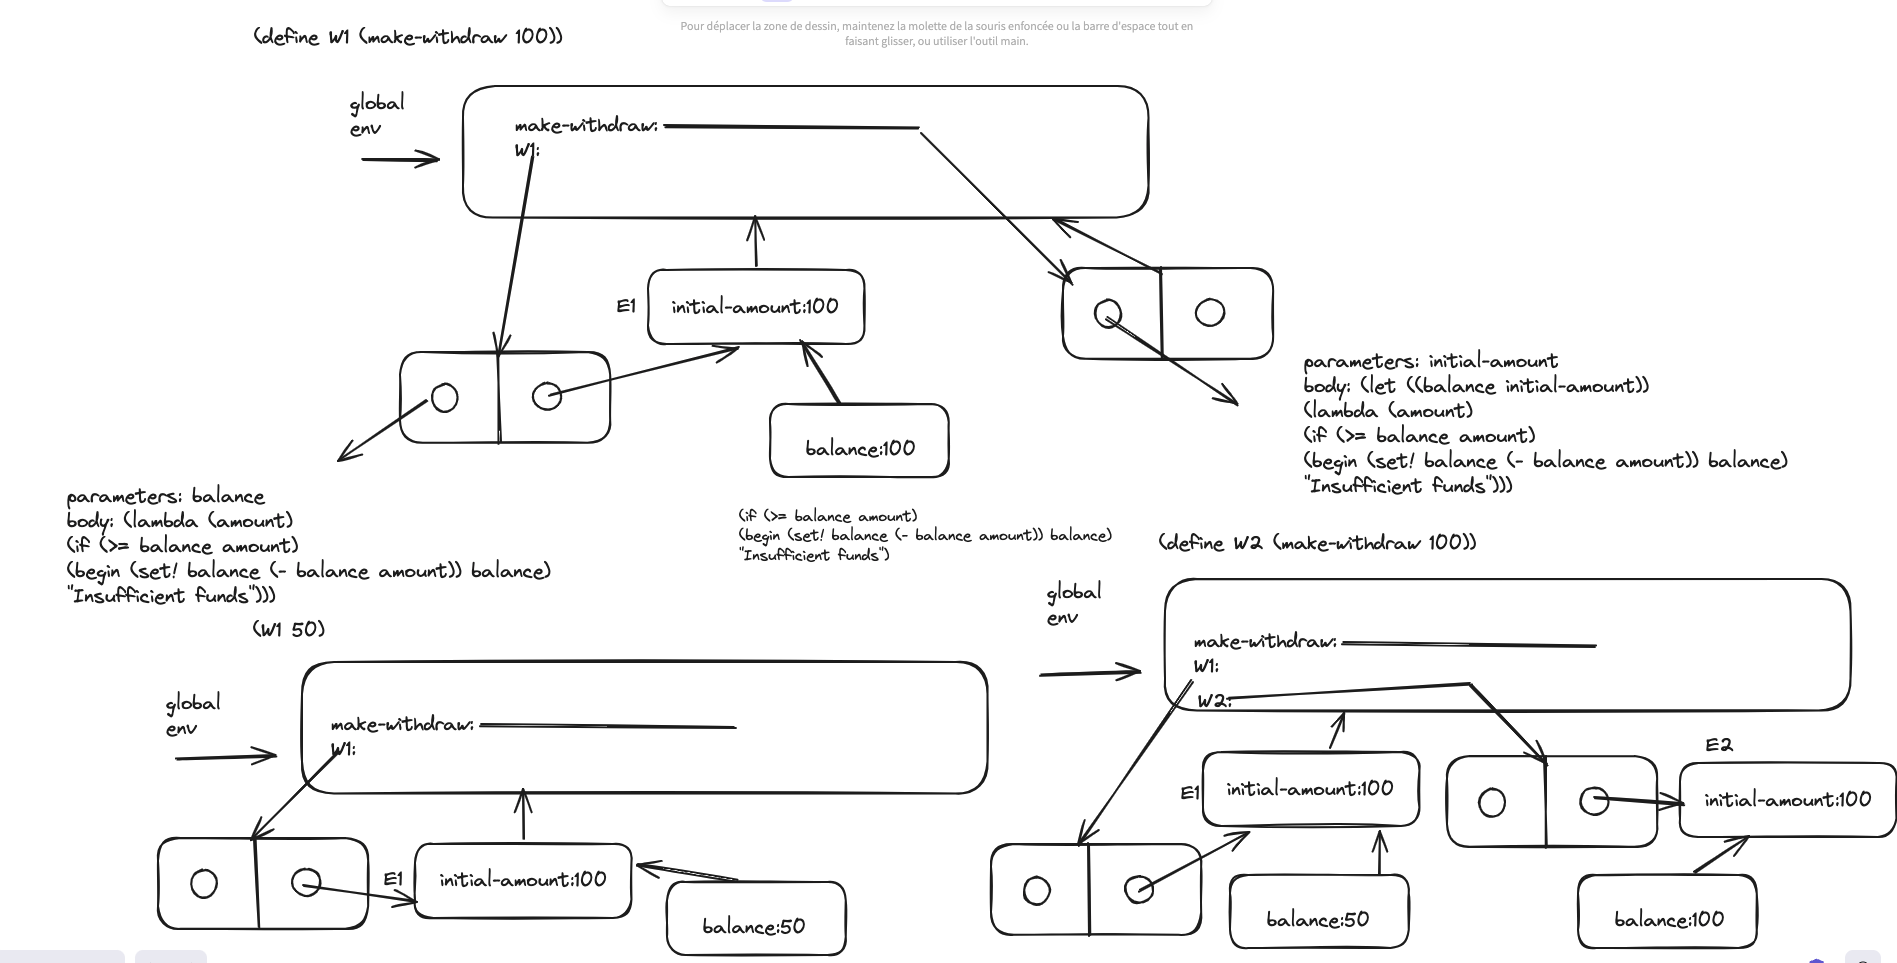 Pour déplacer la zone de dessin, maintenez la molette de la souris enfoncée ou la barre d'espace tout en
faisant glisser, ou utiliser l'outil main.
(define W1 (make-withdraw 100))
global
env
make-withdraw:
W1:
E1
initial-amount:100
balance:100
parameters: initial-amount
body: (let ((balance initial-amount))
(lambda (amount)
(if (>= balance amount)
(begin (set! balance (- balance amount)) balance)
"Insufficient funds")))
parameters: balance
body: (lambda (amount)
(if (>= balance amount)
(begin (set! balance (- balance amount)) balance)
"Insufficient funds")))
(if (>= balance amount)
(begin (set! balance (- balance amount)) balance)
"Insufficient funds")
(W1 50)
global
env
make-withdraw:
W1:
E1
initial-amount:100
balance:50
(define W2 (make-withdraw 100))
global
env
make-withdraw:
W1:
W2:
E1
initial-amount:100
balance:50
E2
initial-amount:100
balance:100